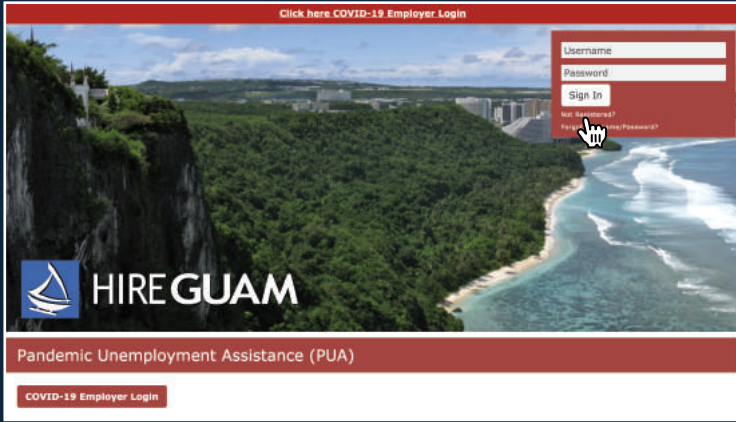 Click here COVID-19 Employer Login
Username
Password
Sign In
Not Registered?
/Password?
HIREGUAM
Pandemic Unemployment Assistance (PUA)
COVID-19 Employer Login